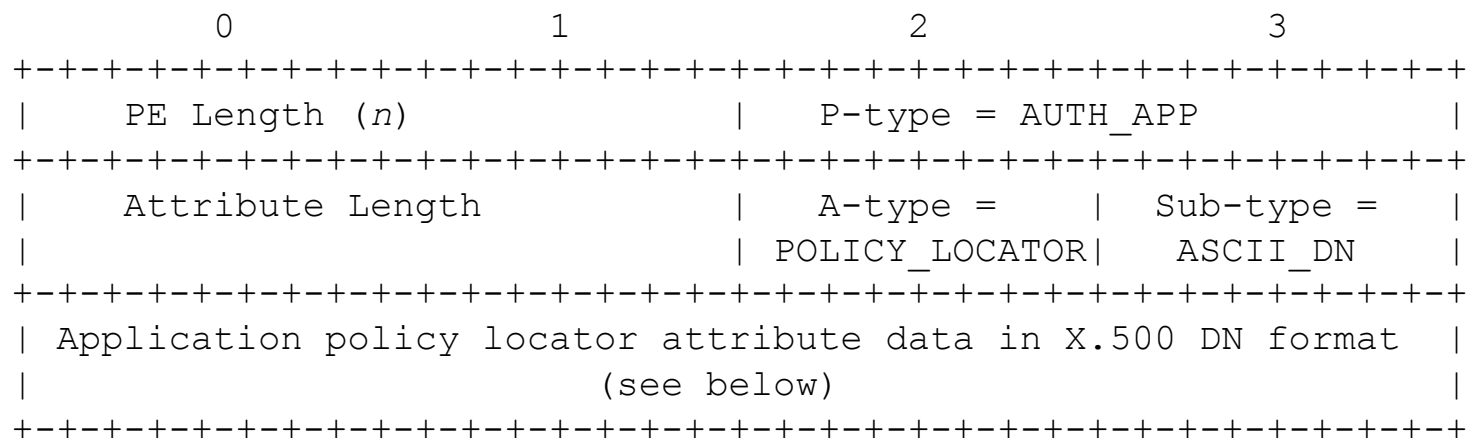 0 1 2 3
+-+-+-+-+-+-+-+-+-+-+-+-+-+-+-+-+-+-+-+-+-+-+-+-+-+-+-+-+-+-+-+-+
| PE Length (n) | P-type = AUTH_APP |
+-+-+-+-+-+-+-+-+-+-+-+-+-+-+-+-+-+-+-+-+-+-+-+-+-+-+-+-+-+-+-+-+
| Attribute Length | A-type = | Sub-type = |
| | POLICY_LOCATOR| ASCII_DN |
+-+-+-+-+-+-+-+-+-+-+-+-+-+-+-+-+-+-+-+-+-+-+-+-+-+-+-+-+-+-+-+-+
| Application policy locator attribute data in X.500 DN format |
| (see below) |
+-+-+-+-+-+-+-+-+-+-+-+-+-+-+-+-+-+-+-+-+-+-+-+-+-+-+-+-+-+-+-+-+